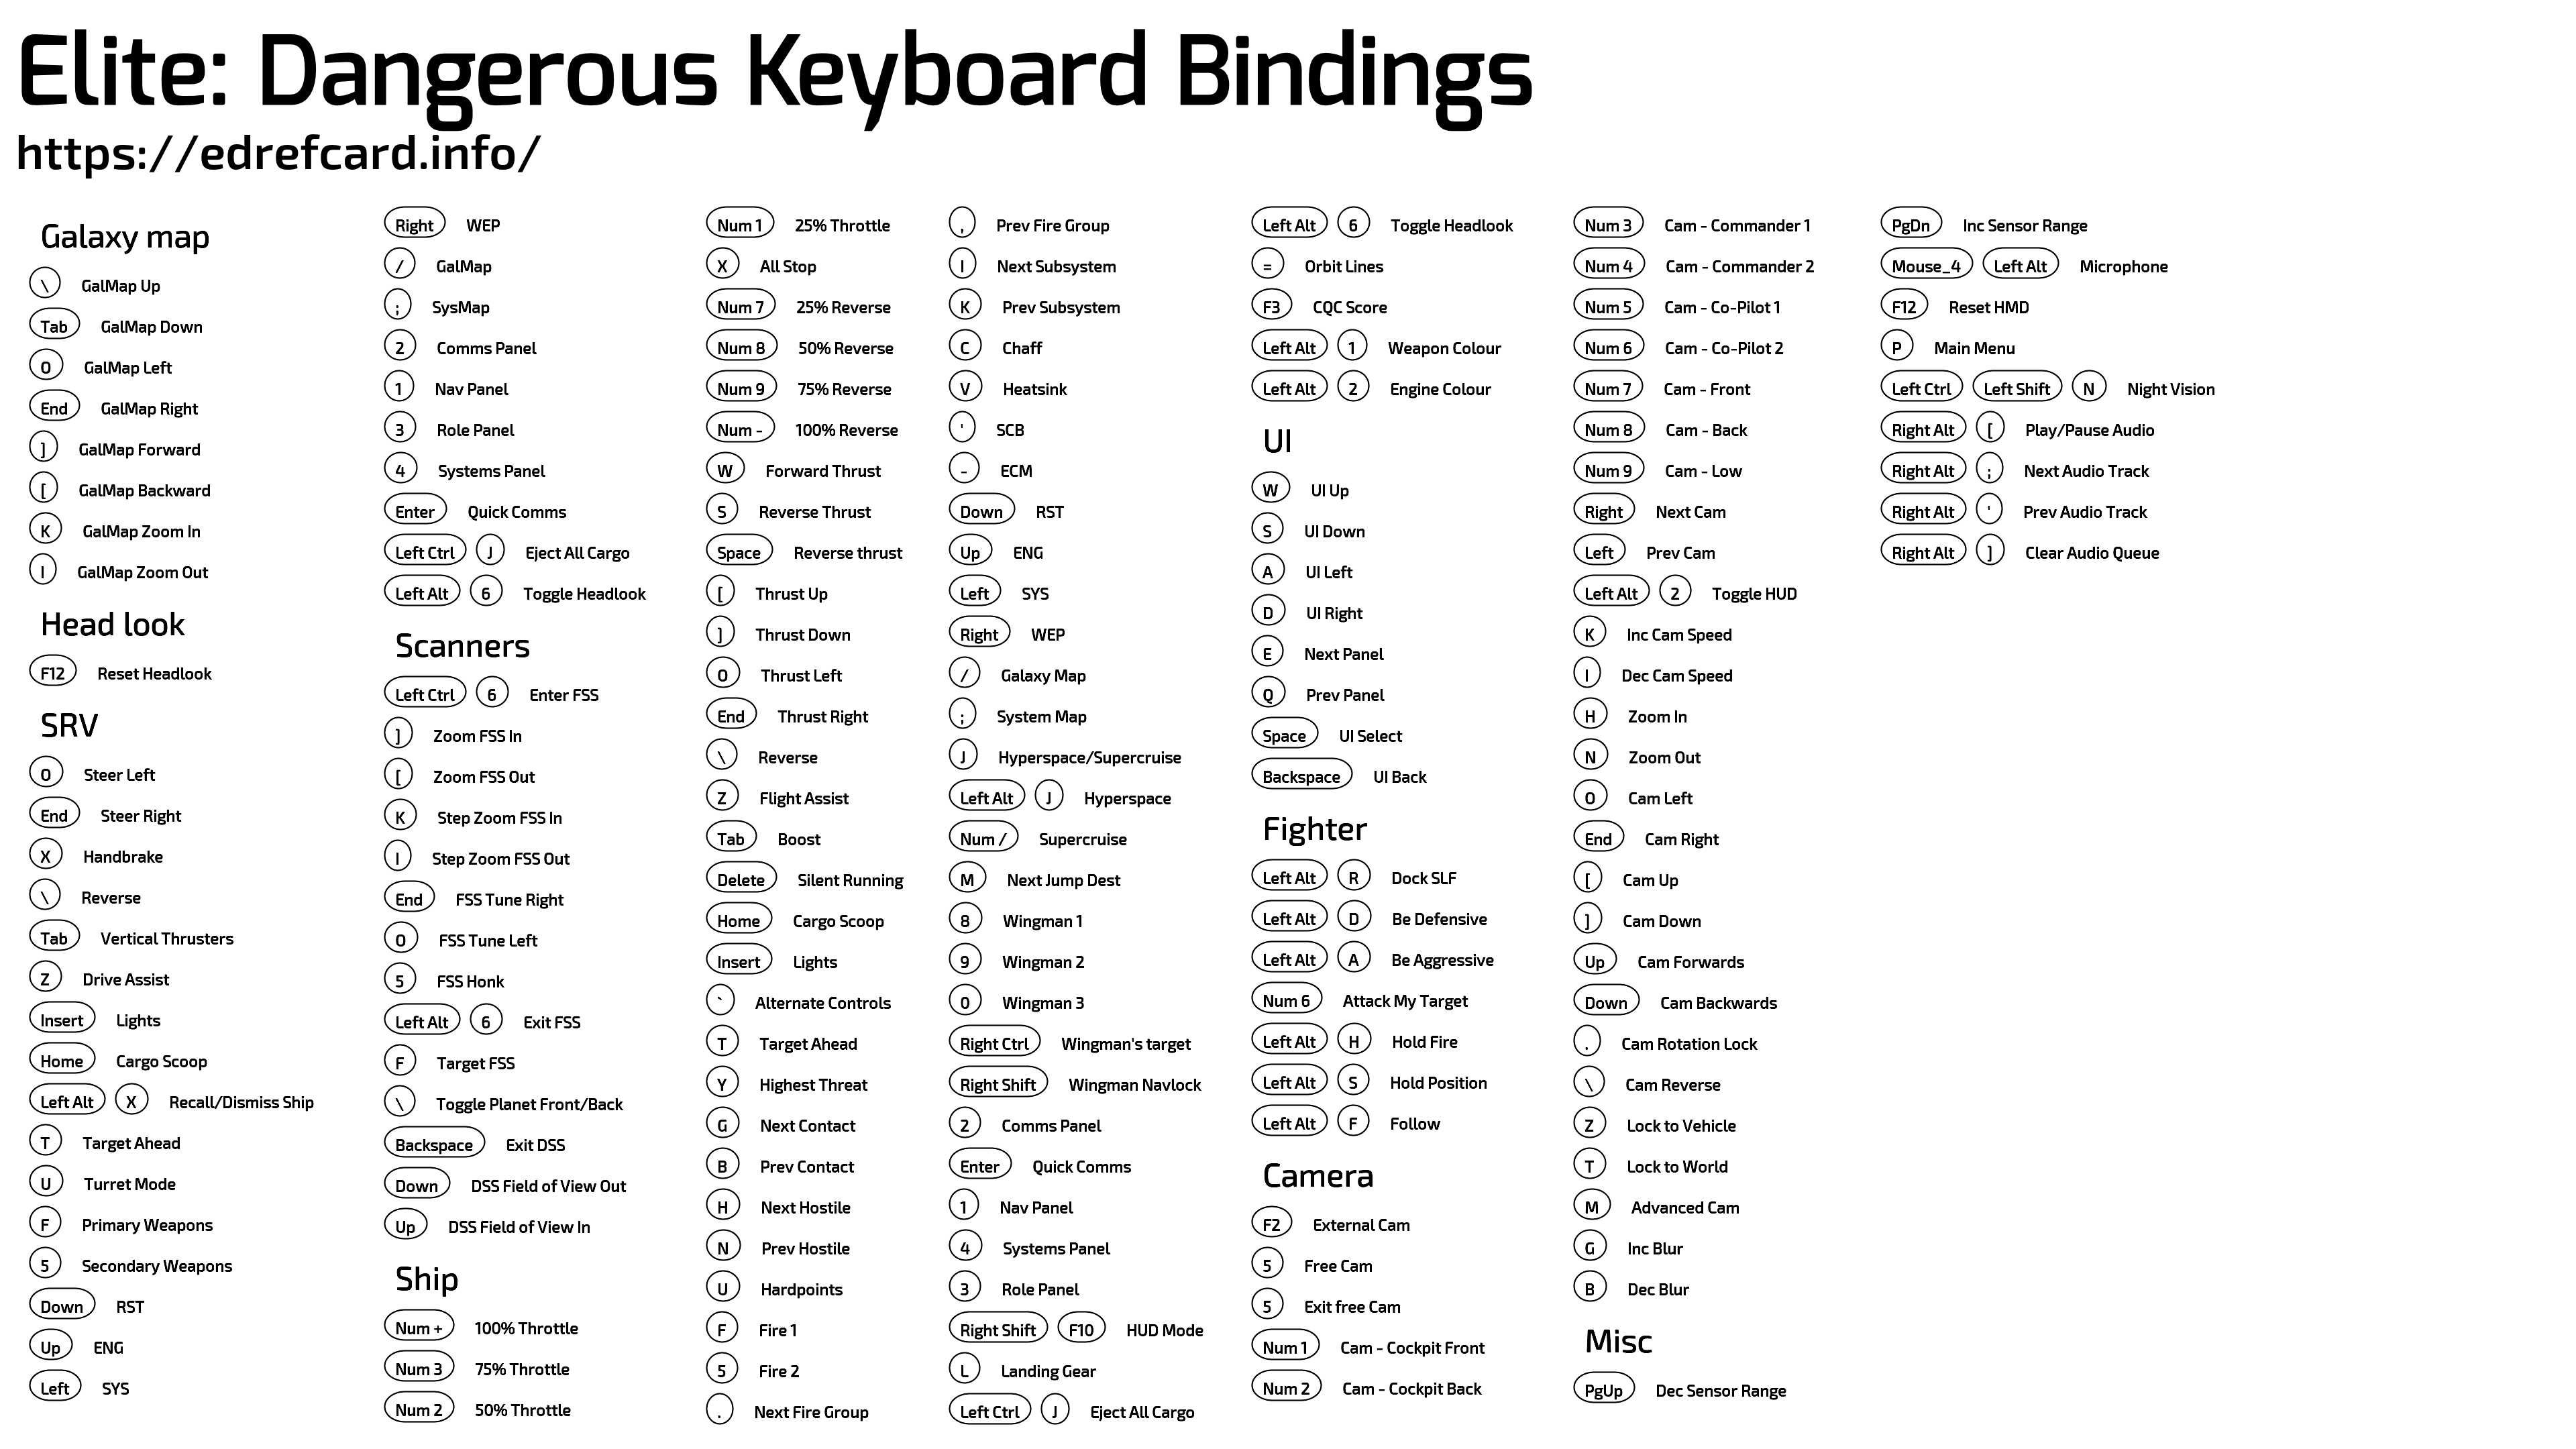 Elite: Dangerous Keyboard Bindings
https://edrefcard.info/
Galaxy map
\ GalMap Up
Tab GalMap Down
O GalMap Left
End GalMap Right
] GalMap Forward
[ GalMap Backward
K GalMap Zoom In
I GalMap Zoom Out
Head look
F12 Reset Headlook
SRV
O Steer Left
End Steer Right
X Handbrake
\ Reverse
Tab Vertical Thrusters
Z Drive Assist
Insert Lights
Home Cargo Scoop
Left Alt X Recall/Dismiss Ship
T Target Ahead
U Turret Mode
F Primary Weapons
5 Secondary Weapons
Down RST
Up ENG
Left SYS
Right WEP
/ GalMap
; SysMap
2 Comms Panel
1 Nav Panel
3 Role Panel
4 Systems Panel
Enter Quick Comms
Left Ctrl J Eject All Cargo
Left Alt 6 Toggle Headlook
Scanners
Left Ctrl 6 Enter FSS
] Zoom FSS In
[ Zoom FSS Out
K Step Zoom FSS In
I Step Zoom FSS Out
End FSS Tune Right
O FSS Tune Left
5 FSS Honk
Left Alt 6 Exit FSS
F Target FSS
\ Toggle Planet Front/Back
Backspace Exit DSS
Down DSS Field of View Out
Up DSS Field of View In
Ship
Num + 100% Throttle
Num 3 75% Throttle
Num 2 50% Throttle
Num 1 25% Throttle
X All Stop
Num 7 25% Reverse
Num 8 50% Reverse
Num 9 75% Reverse
Num - 100% Reverse
W Forward Thrust
S Reverse Thrust
Space Reverse thrust
[ Thrust Up
] Thrust Down
O Thrust Left
End Thrust Right
\ Reverse
Z Flight Assist
Tab Boost
Delete Silent Running
Home Cargo Scoop
Insert Lights
` Alternate Controls
T Target Ahead
Y Highest Threat
G Next Contact
B Prev Contact
H Next Hostile
N Prev Hostile
U Hardpoints
F Fire 1
5 Fire 2
. Next Fire Group
, Prev Fire Group
I Next Subsystem
K Prev Subsystem
C Chaff
V Heatsink
' SCB
- ECM
Down RST
Up ENG
Left SYS
Right WEP
/ Galaxy Map
; System Map
J Hyperspace/Supercruise
Left Alt J Hyperspace
Num / Supercruise
M Next Jump Dest
8 Wingman 1
9 Wingman 2
0 Wingman 3
Right Ctrl Wingman's target
Right Shift Wingman Navlock
2 Comms Panel
Enter Quick Comms
1 Nav Panel
4 Systems Panel
3 Role Panel
Right Shift F10 HUD Mode
L Landing Gear
Left Ctrl J Eject All Cargo
Left Alt 6 Toggle Headlook
= Orbit Lines
F3 CQC Score
Left Alt 1 Weapon Colour
Left Alt 2 Engine Colour
UI
W UI Up
S UI Down
A UI Left
D UI Right
E Next Panel
Q Prev Panel
Space UI Select
Backspace UI Back
Fighter
Left Alt R Dock SLF
Left Alt D Be Defensive
Left Alt A Be Aggressive
Num 6 Attack My Target
Left Alt H Hold Fire
Left Alt S Hold Position
Left Alt F Follow
Camera
F2 External Cam
5 Free Cam
5 Exit free Cam
Num 1 Cam - Cockpit Front
Num 2 Cam - Cockpit Back
Num 3 Cam - Commander 1
Num 4 Cam - Commander 2
Num 5 Cam - Co-Pilot 1
Num 6 Cam - Co-Pilot 2
Num 7 Cam - Front
Num 8 Cam - Back
Num 9 Cam - Low
Right Next Cam
Left Prev Cam
Left Alt 2 Toggle HUD
K Inc Cam Speed
I Dec Cam Speed
H Zoom In
N Zoom Out
O Cam Left
End Cam Right
[ Cam Up
] Cam Down
Up Cam Forwards
Down Cam Backwards
. Cam Rotation Lock
\ Cam Reverse
Z Lock to Vehicle
T Lock to World
M Advanced Cam
G Inc Blur
B Dec Blur
Misc
PgUp Dec Sensor Range
PgDn Inc Sensor Range
Mouse_4 Left Alt Microphone
F12 Reset HMD
P Main Menu
Left Ctrl Left Shift N Night Vision
Right Alt [ Play/Pause Audio
Right Alt ; Next Audio Track
Right Alt ' Prev Audio Track
Right Alt ] Clear Audio Queue